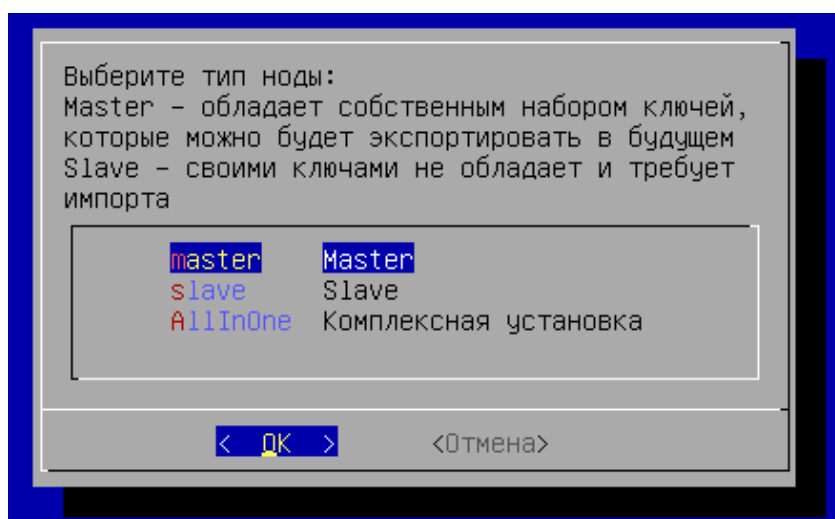 Выберите тип ноды:
Master – обладает собственным набором ключей,
которые можно будет экспортировать в будущем
Slave – своими ключами не обладает и требует
импорта
master Master
slave Slave
AllInOne Комплексная установка
< OK > <Отмена>